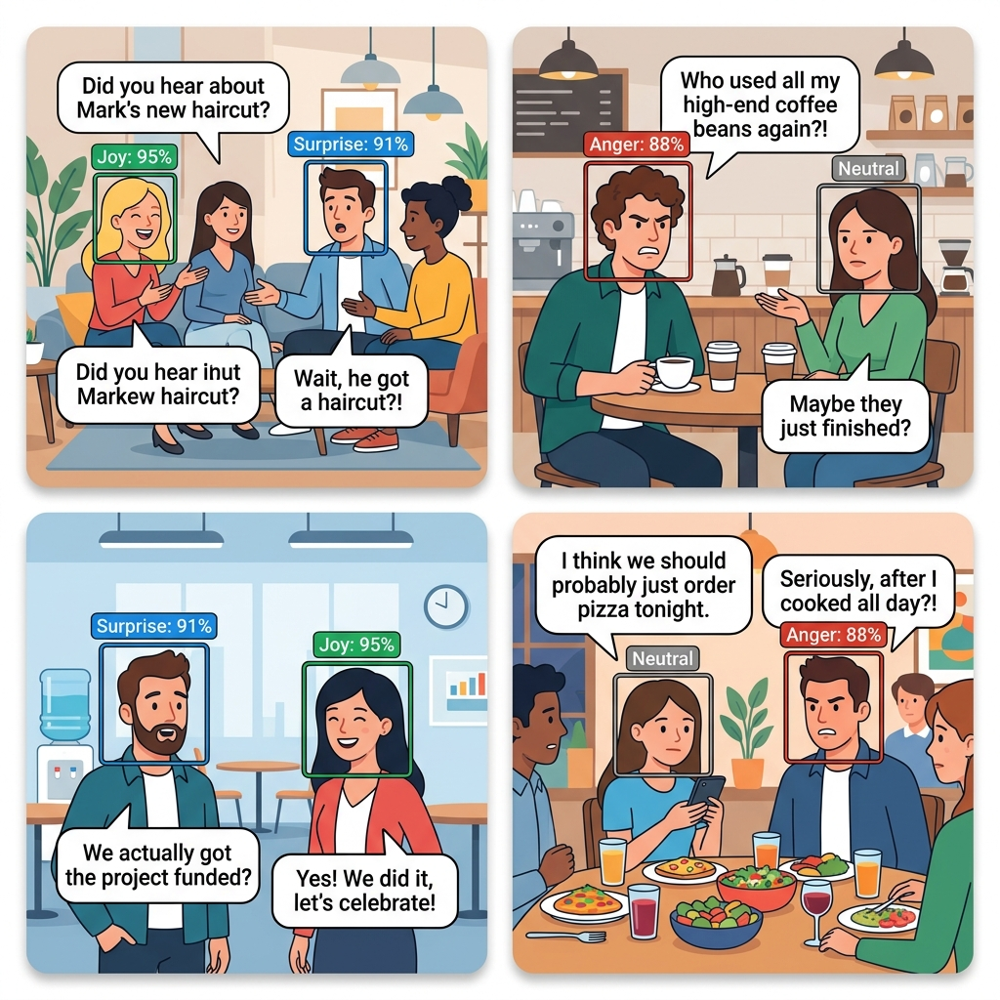 Did you hear about
Mark's new haircut?
Joy: 95%
Surprise: 91%
Did you hear inut
Markew haircut?
Wait, he got
a haircut?!
Who used all my
high-end coffee
beans again?!
Anger: 88%
Neutral
Maybe they
just finished?
Surprise: 91%
Joy: 95%
We actually got
the project funded?
Yes! We did it,
let's celebrate!
I think we should
probably just order
pizza tonight.
Seriously, after I
cooked all day?!
Neutral
Anger: 88%